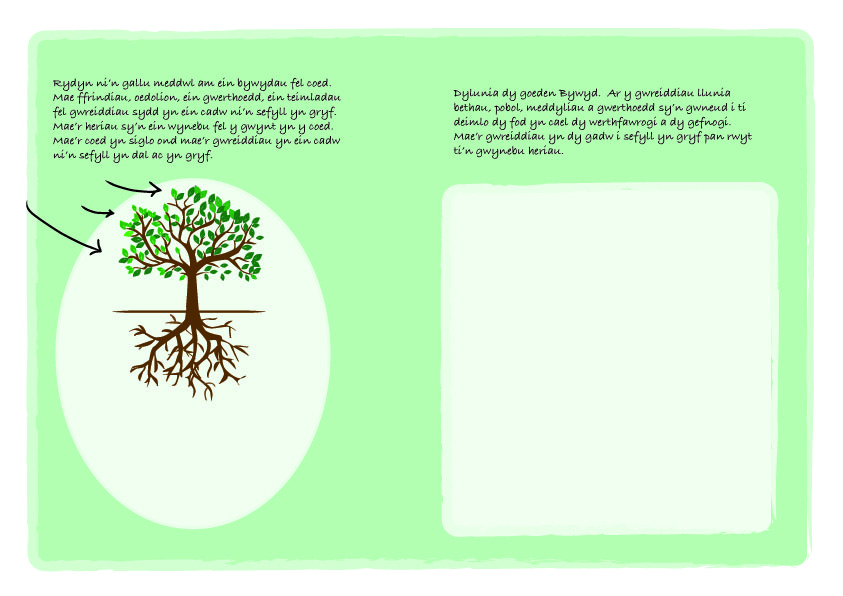 Rydyn ni'n gallu meddwl am ein bywydau fel coed.
Mae ffrindiau, oedolion, ein gwerthoedd, ein teimladau
fel gwreiddiau sydd yn ein cadw ni'n sefyll yn gryf.
Mae'r heriau sy'n ein wynebu fel y gwynt yn y coed.
Mae'r coed yn siglo ond mae'r gwreiddiau yn ein cadw
ni'n sefyll yn dal ac yn gryf.
Dylunia dy goeden Bywyd. Ar y gwreiddiau llunia
bethau, pobol, meddyliau a gwerthoedd sy'n gwneud i ti
deimlo dy fod yn cael dy werthfawrogi a dy gefnogi.
Mae'r gwreiddiau yn dy gadw i sefyll yn gryf pan rwyt
ti'n gwynebu heriau.